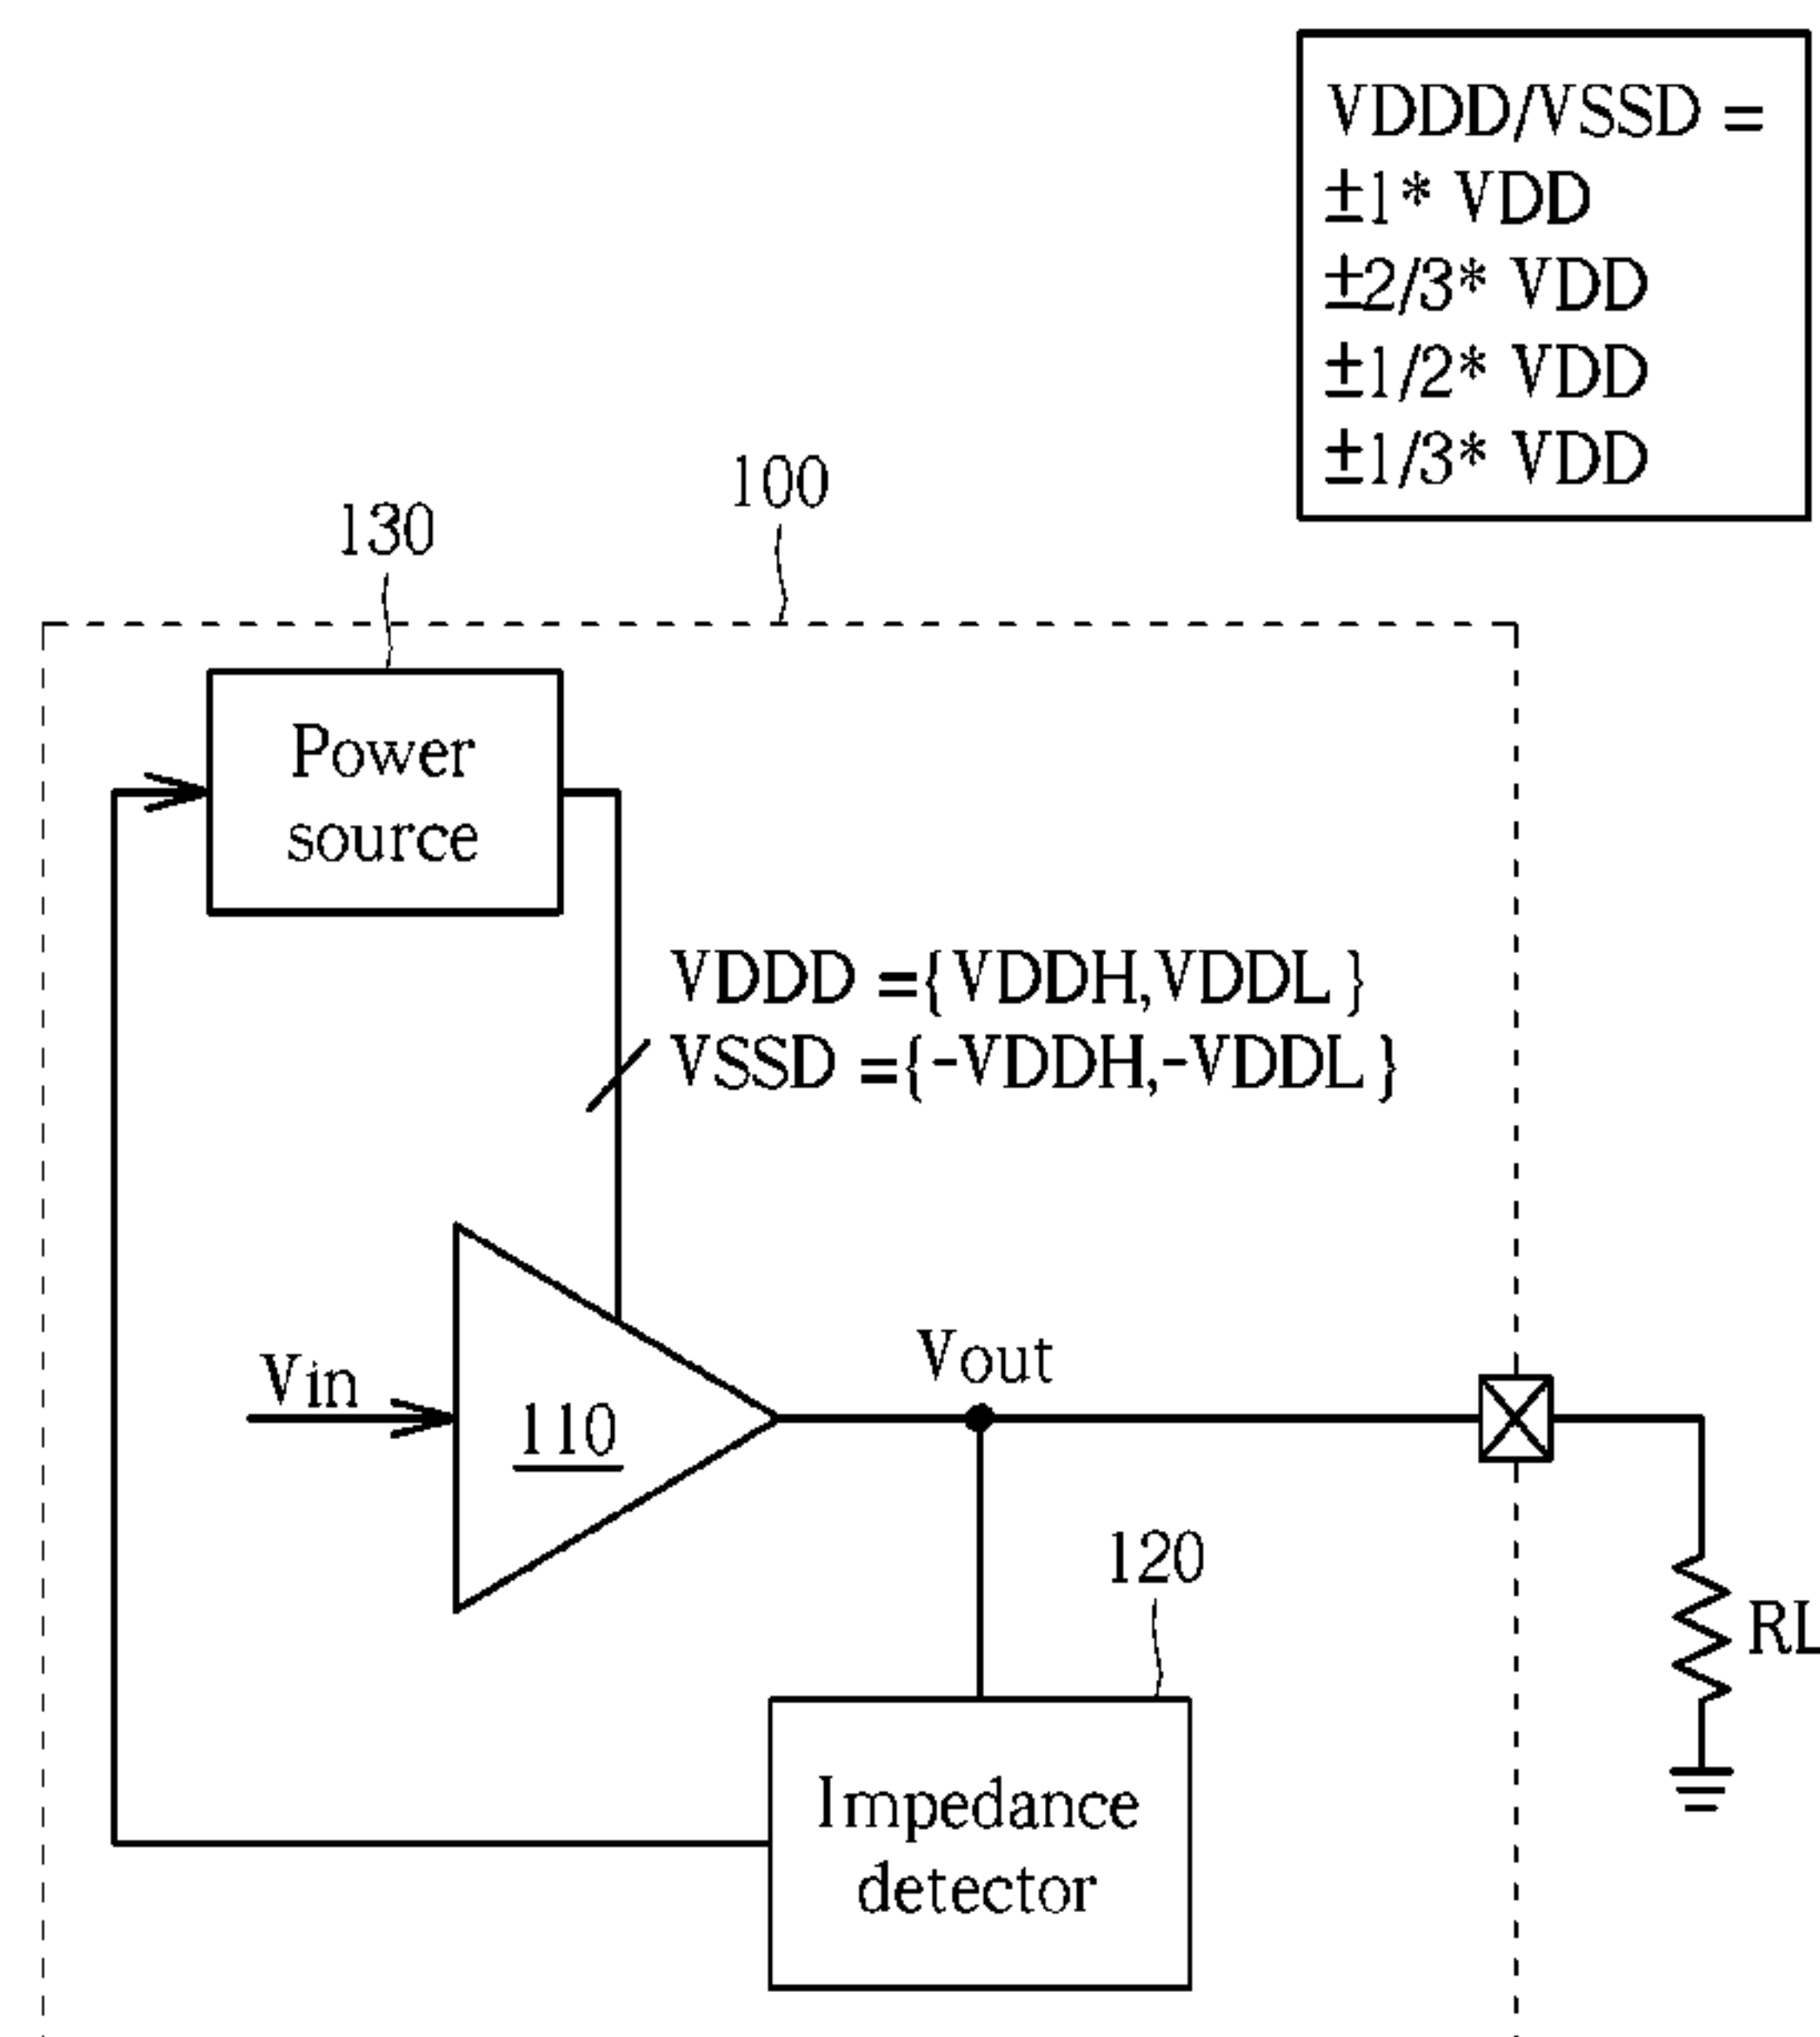 VDDD/VSSD =
±1* VDD
±2/3* VDD
±1/2* VDD
±1/3* VDD
100
130
Power
source
VDDD ={VDDH,VDDL}
VSSD ={-VDDH,-VDDL}
Vin
110
Vout
120
RL
Impedance
detector